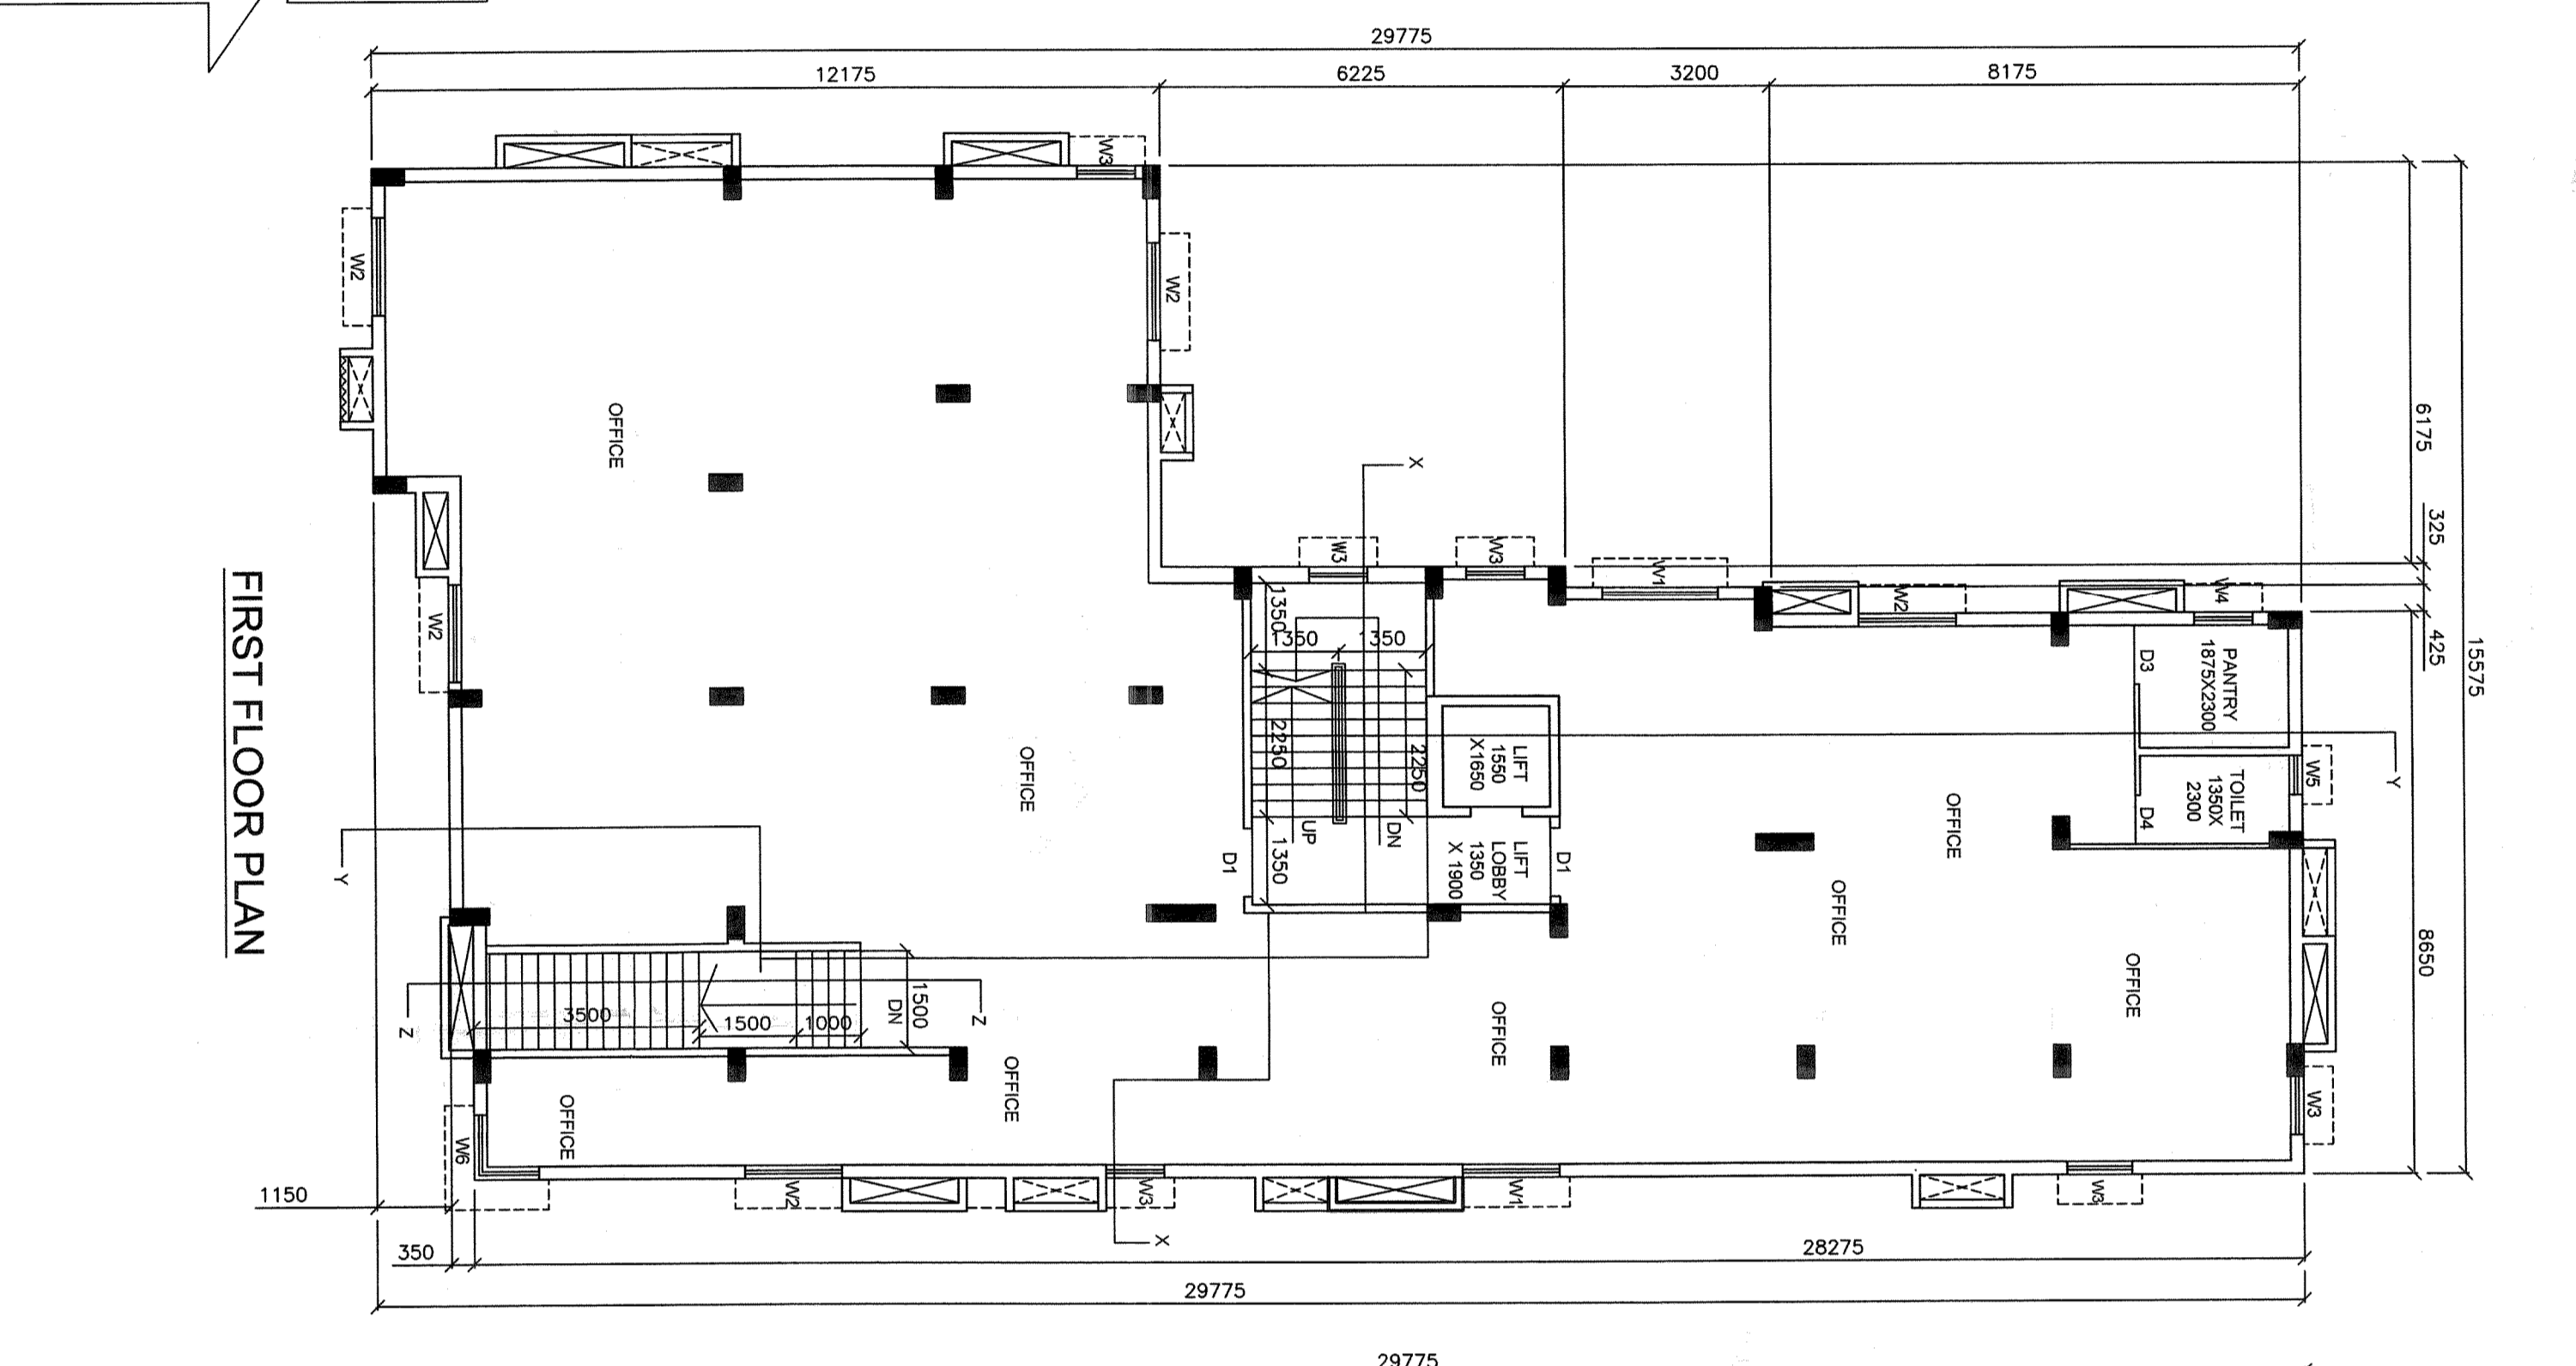 29775
12175
6225
3200
8175
W3
W2
W2
6175
325
425
15575
8650
OFFICE
X
W3
W3
W1
W2
W4
1350
1350
1350
D3
PANTRY
1875X2300
W2
2250
2250
LIFT
1550
X1650
Y
W5
TOILET
1350X
2300
D4
OFFICE
OFFICE
UP
DN
1350
LIFT
LOBBY
1350
X 1900
D1
D1
Y
OFFICE
OFFICE
Z
3500
1500
1000
1500
DN
Z
OFFICE
OFFICE
OFFICE
W3
W6
W2
W3
W1
W3
X
FIRST FLOOR PLAN
1150
350
28275
29775
29775